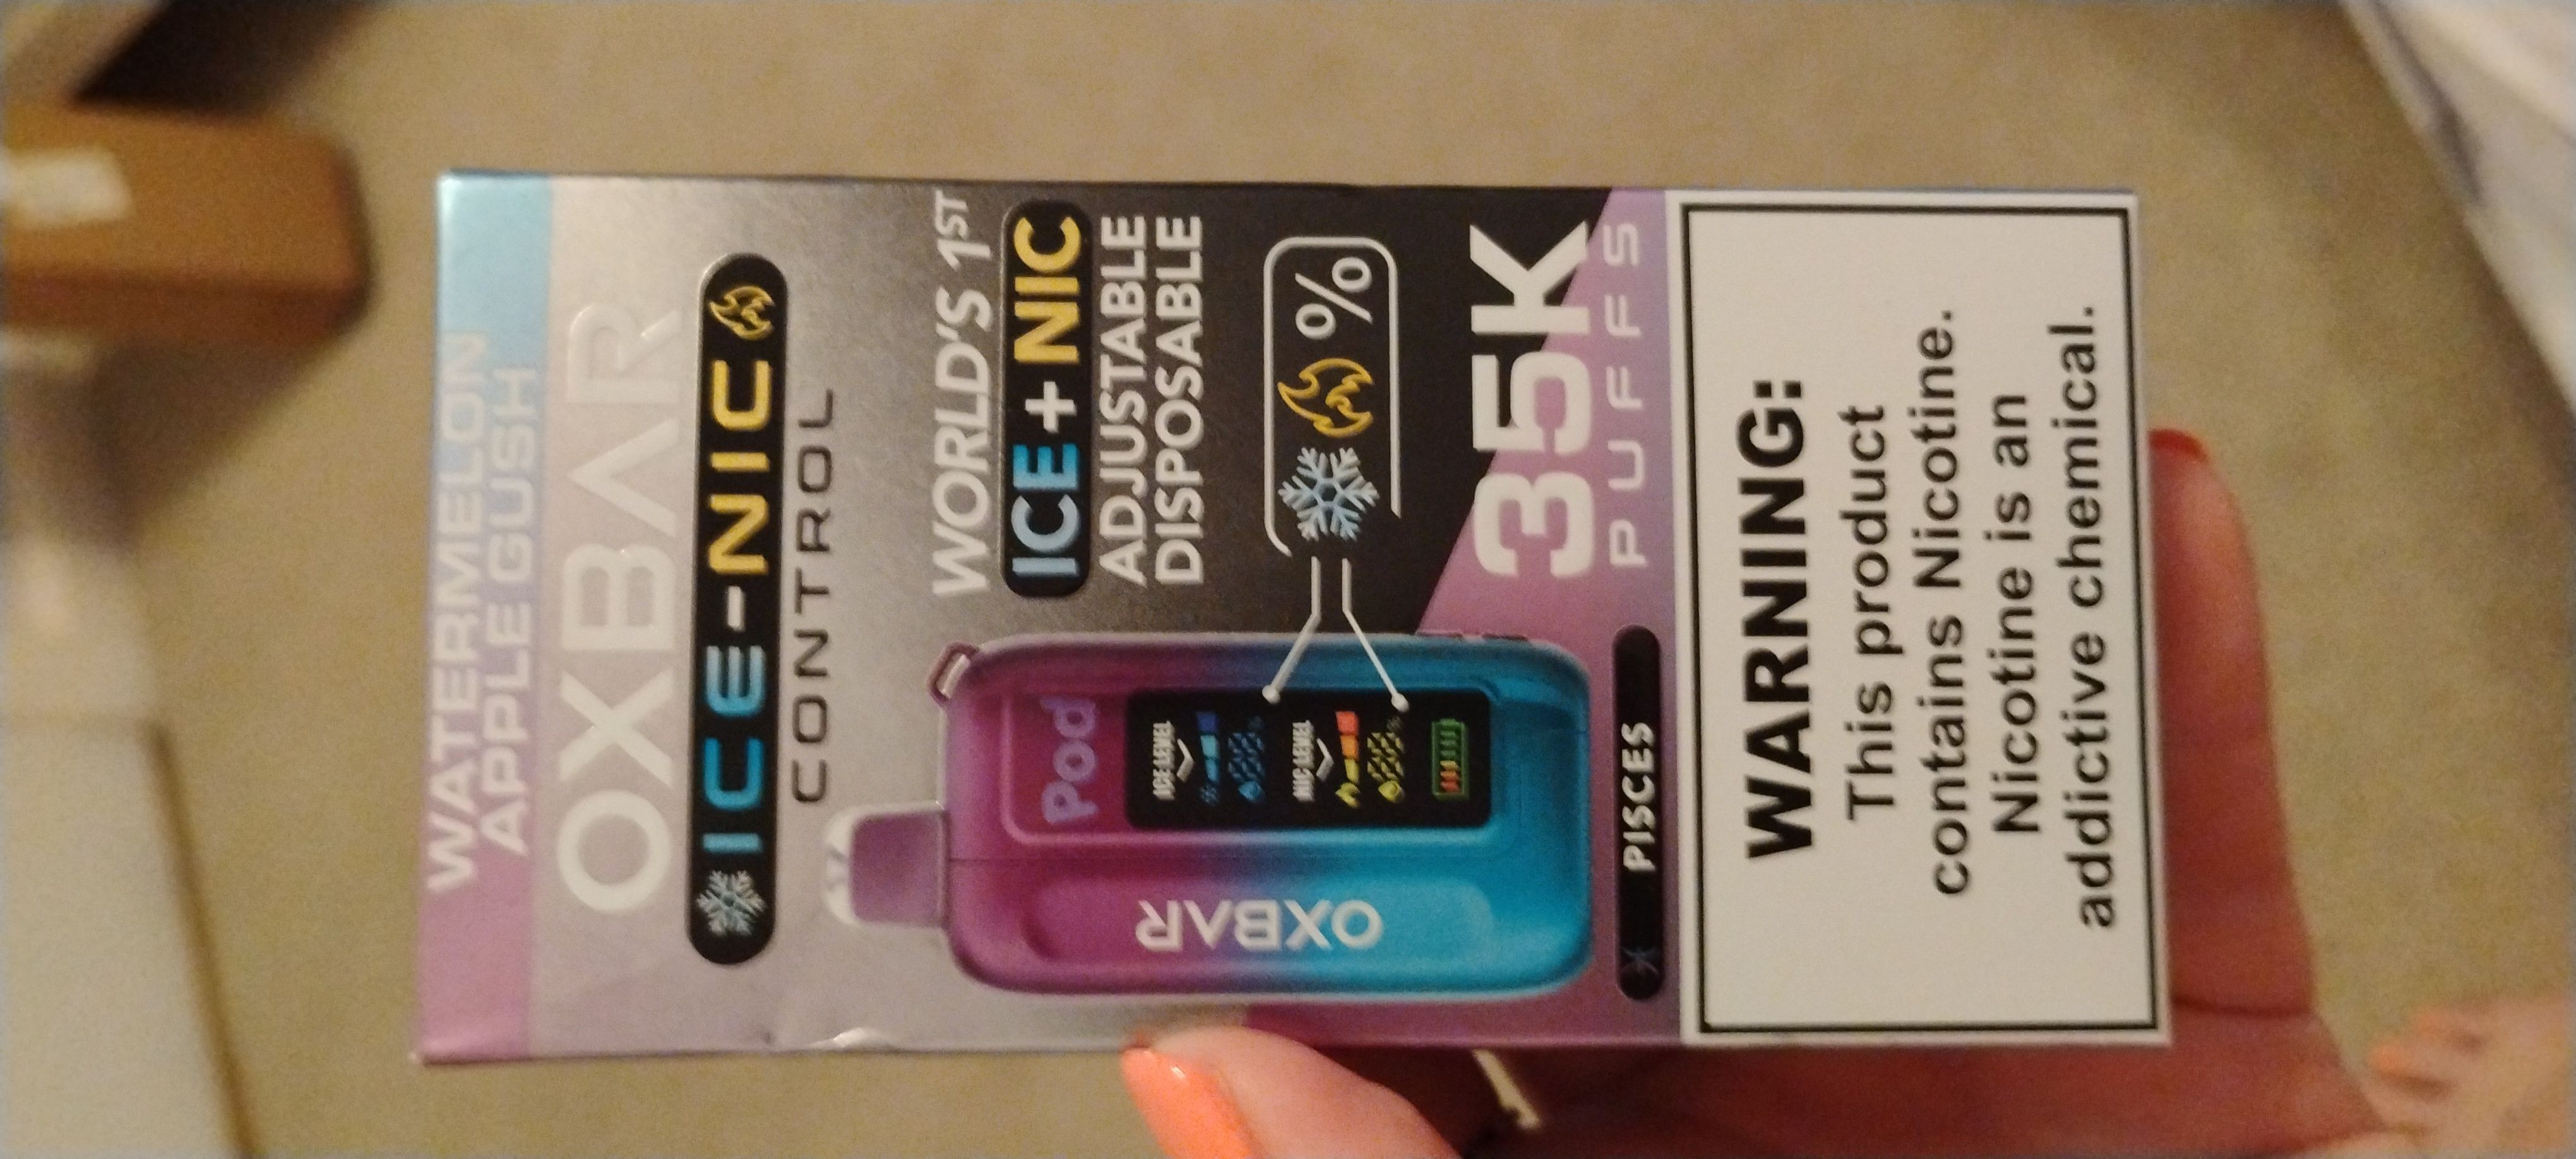 WATERMELON
APPLE GUSH
OXBAR
ICE-NIC
CONTROL
WORLD'S 1ST
ICE + NIC
ADJUSTABLE
DISPOSABLE
%
Pod
ICE LEVEL
NIC LEVEL
OXBAR
35K
PUFFS
PISCES
WARNING:
This product
contains Nicotine.
Nicotine is an
addictive chemical.